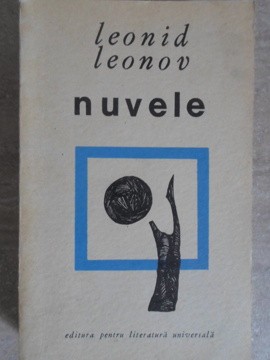 leonid
leonov
nuvele
editura pentru literatură universală